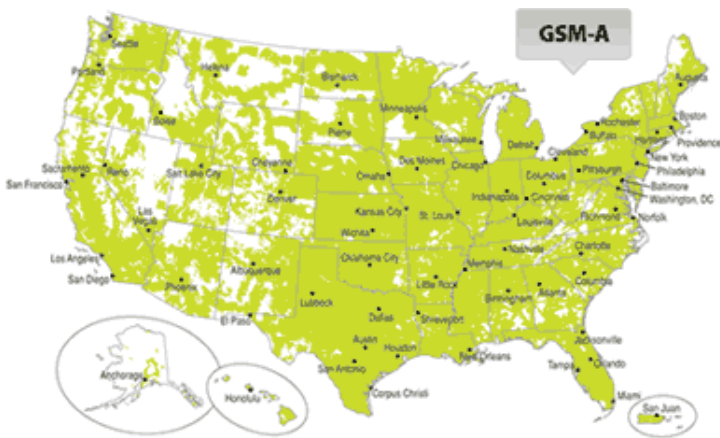 GSM-A
Seattle
Portland
Helena
Bismarck
Boise
Pierre
Minneapolis
Milwaukee
Detroit
Augusta
Boston
Rochester
Buffalo
Hartford
Providence
New York
Cleveland
Pittsburgh
Philadelphia
Baltimore
Washington, DC
Sacramento
San Francisco
Reno
Salt Lake City
Cheyenne
Denver
Omaha
Des Moines
Chicago
Columbus
Indianapolis
Cincinnati
Las
Vegas
Kansas City
St. Louis
Louisville
Richmond
Norfolk
Wichita
Los Angeles
San Diego
Phoenix
Albuquerque
Oklahoma City
Nashville
Memphis
Charlotte
Little Rock
Columbia
Birmingham
Atlanta
El Paso
Lubbock
Dallas
Shreveport
Austin
Houston
San Antonio
New Orleans
Jacksonville
Orlando
Tampa
Miami
Corpus Christi
Anchorage
Honolulu
San Juan